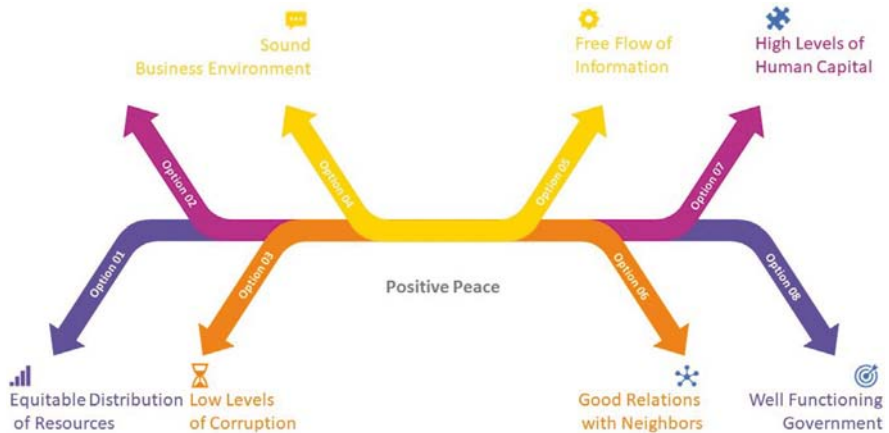 Sound
Business Environment
Free Flow of
Information
High Levels of
Human Capital
Option 02
Option 04
Option 05
Option 07
Option 01
Option 03
Option 06
Option 08
Positive Peace
Equitable Distribution
of Resources
Low Levels
of Corruption
Good Relations
with Neighbors
Well Functioning
Government